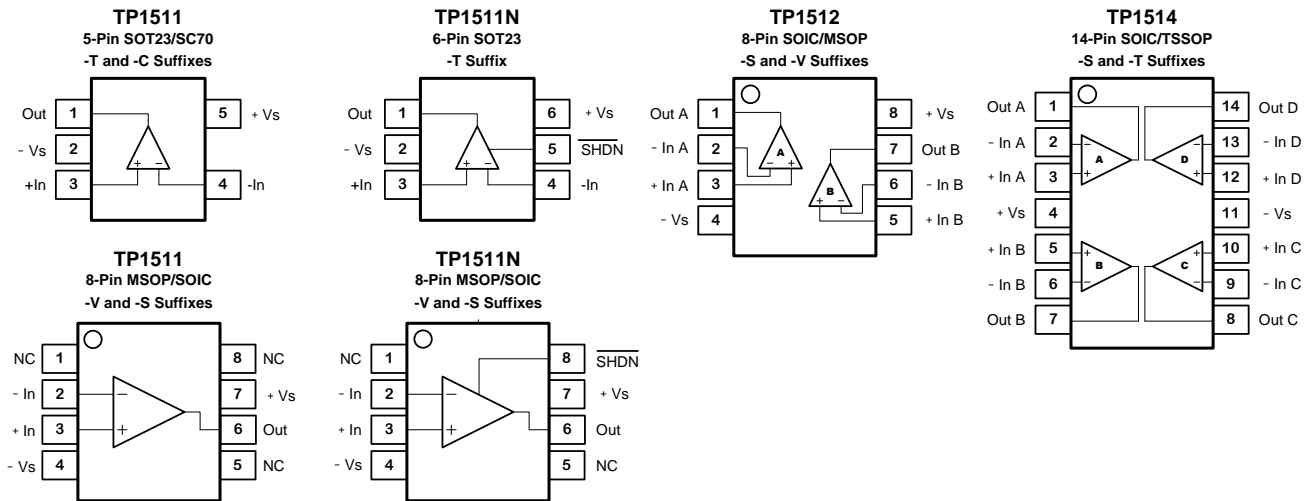 TP1511
5-Pin SOT23/SC70
-T and -C Suffixes
Out 1 5 + Vs
- Vs 2
+In 3 4 -In
+ -
TP1511N
6-Pin SOT23
-T Suffix
Out 1 6 + Vs
- Vs 2 5 SHDN
+In 3 4 -In
+ -
TP1512
8-Pin SOIC/MSOP
-S and -V Suffixes
Out A 1 8 + Vs
- In A 2 7 Out B
+ In A 3 6 - In B
- Vs 4 5 + In B
A
- +
B
+ -
TP1514
14-Pin SOIC/TSSOP
-S and -T Suffixes
Out A 1 14 Out D
- In A 2 - - 13 - In D
A D
+ In A 3 + + 12 + In D
+ Vs 4 11 - Vs
+ In B 5 + + 10 + In C
B C
- In B 6 - - 9 - In C
Out B 7 8 Out C
TP1511
8-Pin MSOP/SOIC
-V and -S Suffixes
NC 1 8 NC
- In 2 - 7 + Vs
+ In 3 + 6 Out
- Vs 4 5 NC
TP1511N
8-Pin MSOP/SOIC
-V and -S Suffixes
NC 1 8 SHDN
- In 2 - 7 + Vs
+ In 3 + 6 Out
- Vs 4 5 NC